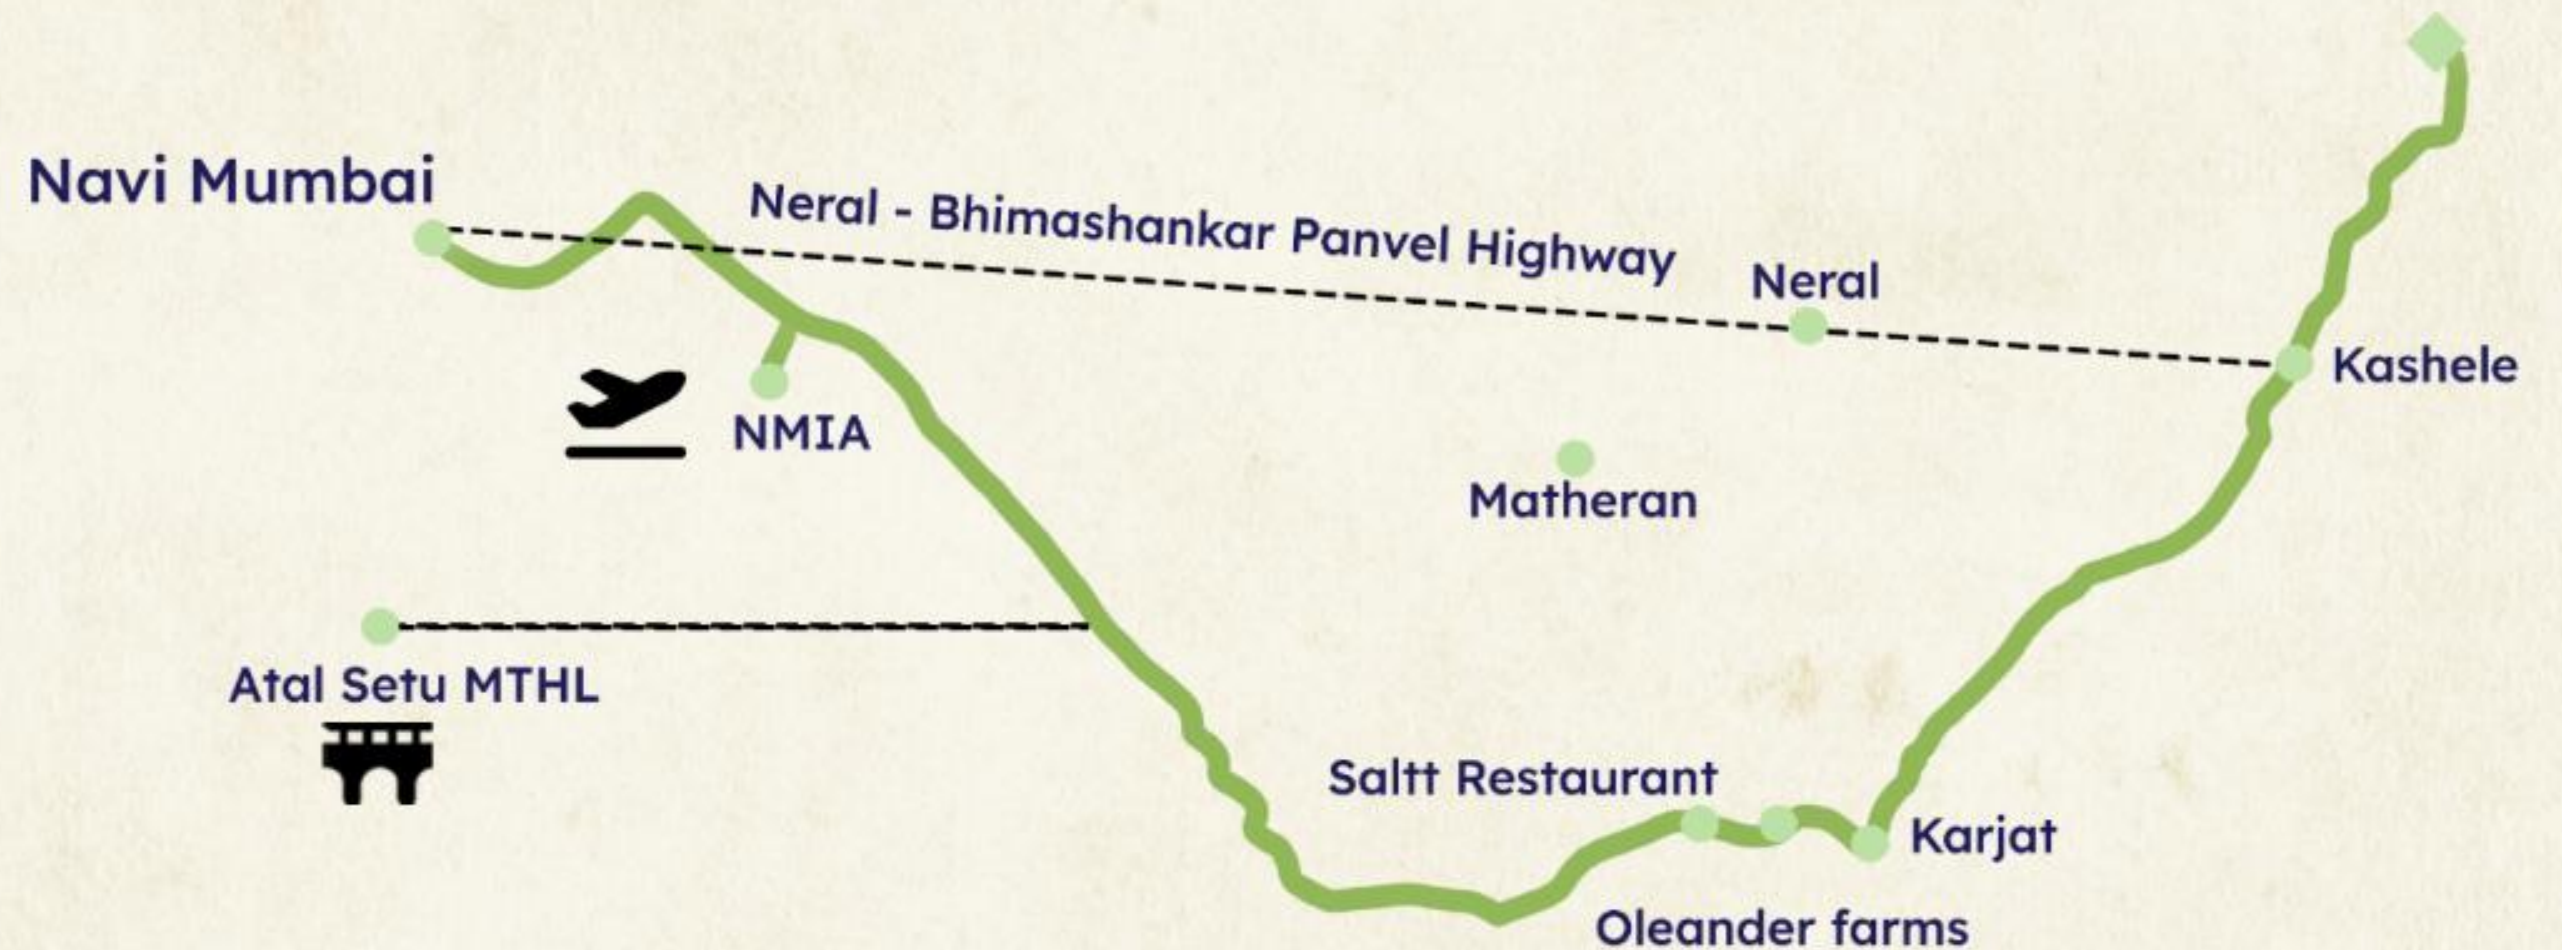 Navi Mumbai
Neral - Bhimashankar Panvel Highway
Neral
Kashele
NMIA
Matheran
Atal Setu MTHL
Saltt Restaurant
Karjat
Oleander farms